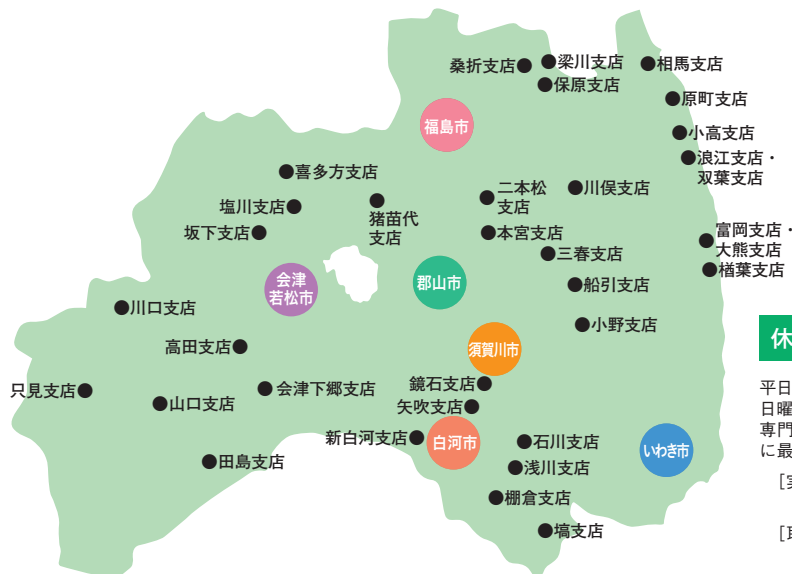 桑折支店
梁川支店
保原支店
相馬支店
原町支店
福島市
小高支店
浪江支店・
双葉支店
喜多方支店
二本松
支店
川俣支店
塩川支店
猪苗代
支店
坂下支店
本宮支店
三春支店
富岡支店・
大熊支店
楢葉支店
会津
若松市
郡山市
船引支店
川口支店
小野支店
高田支店
須賀川市
休
只見支店
会津下郷支店
鏡石支店
山口支店
矢吹支店
平日
日曜
専門
に最
新白河支店
白河市
石川支店
いわき市
田島支店
浅川支店
棚倉支店
塙支店